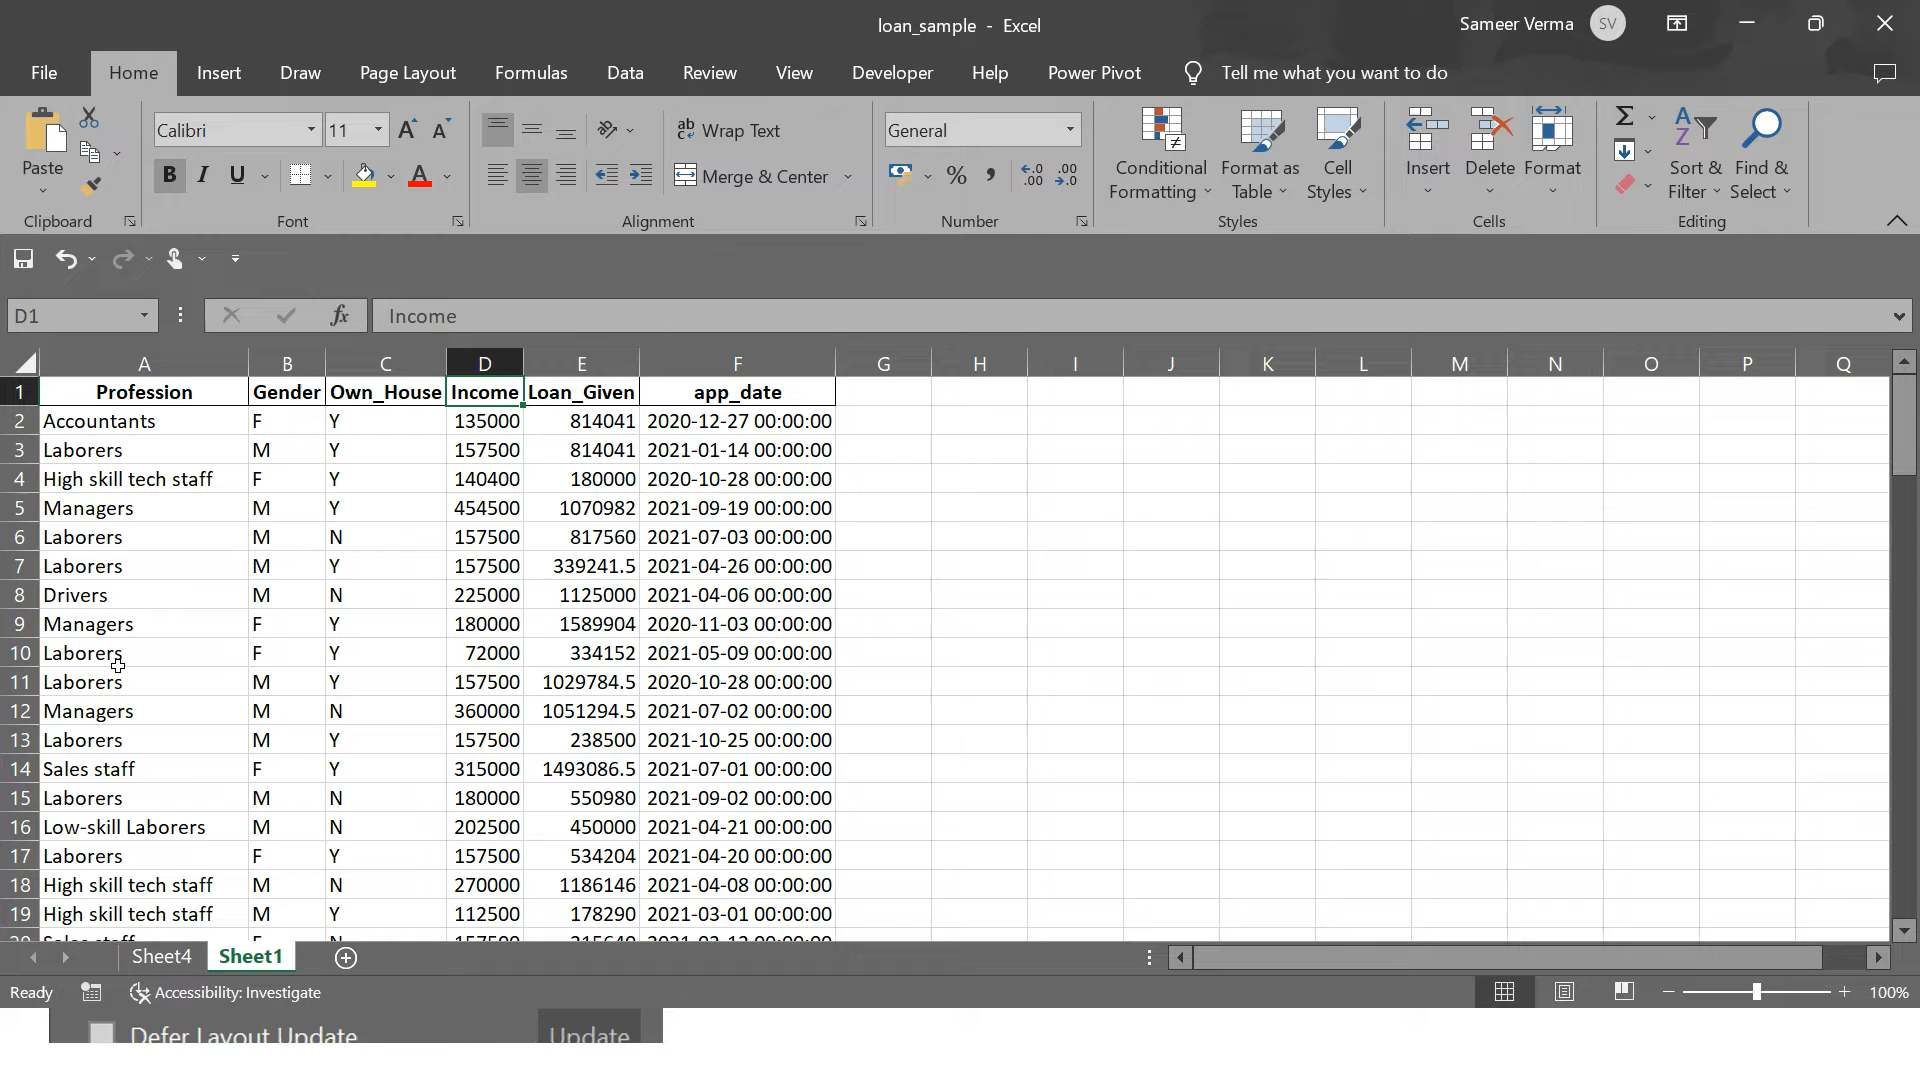 loan_sample - Excel
Sameer Verma SV
File Home Insert Draw Page Layout Formulas Data Review View Developer Help Power Pivot Tell me what you want to do
Calibri 11 ab Wrap Text General
Paste B I U Merge & Center % , Conditional Formatting Format as Table Cell Styles Insert Delete Format Sort & Filter Find & Select
Clipboard Font Alignment Number Styles Cells Editing
D1 fx Income
A B C D E F G H I J K L M N O P Q
1 Profession Gender Own_House Income Loan_Given app_date
2 Accountants F Y 135000 814041 2020-12-27 00:00:00
3 Laborers M Y 157500 814041 2021-01-14 00:00:00
4 High skill tech staff F Y 140400 180000 2020-10-28 00:00:00
5 Managers M Y 454500 1070982 2021-09-19 00:00:00
6 Laborers M N 157500 817560 2021-07-03 00:00:00
7 Laborers M Y 157500 339241.5 2021-04-26 00:00:00
8 Drivers M N 225000 1125000 2021-04-06 00:00:00
9 Managers F Y 180000 1589904 2020-11-03 00:00:00
10 Laborers F Y 72000 334152 2021-05-09 00:00:00
11 Laborers M Y 157500 1029784.5 2020-10-28 00:00:00
12 Managers M N 360000 1051294.5 2021-07-02 00:00:00
13 Laborers M Y 157500 238500 2021-10-25 00:00:00
14 Sales staff F Y 315000 1493086.5 2021-07-01 00:00:00
15 Laborers M N 180000 550980 2021-09-02 00:00:00
16 Low-skill Laborers M N 202500 450000 2021-04-21 00:00:00
17 Laborers F Y 157500 534204 2021-04-20 00:00:00
18 High skill tech staff M N 270000 1186146 2021-04-08 00:00:00
19 High skill tech staff M Y 112500 178290 2021-03-01 00:00:00
Sheet4 Sheet1
Ready Accessibility: Investigate 100%
Defer Layout Update Update